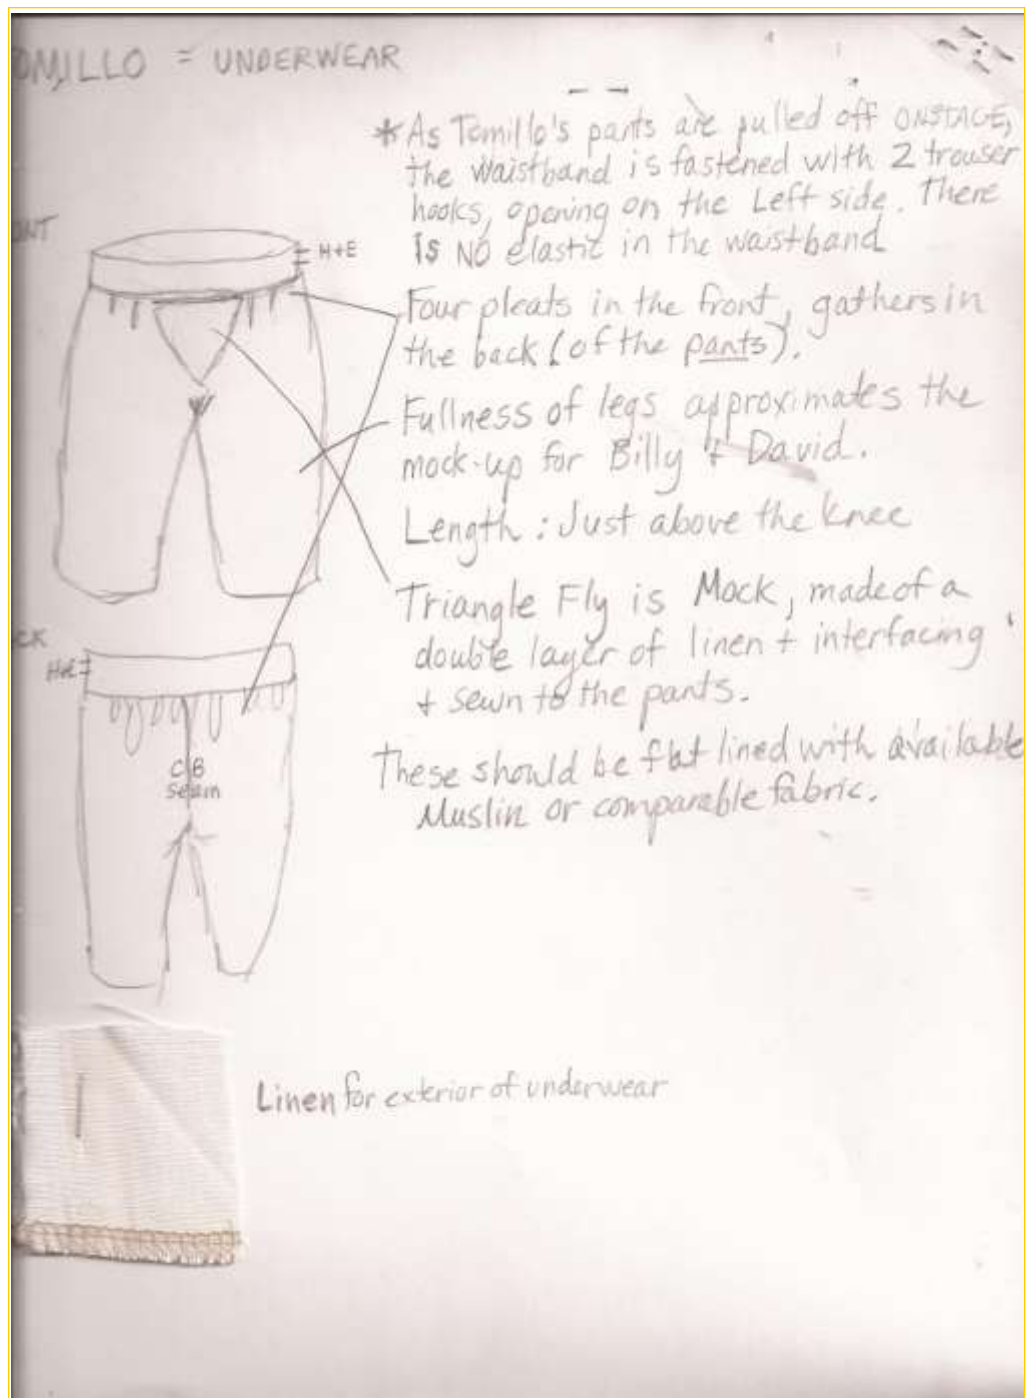 OMILLO = UNDERWEAR
*As Tomillo's pants are pulled off ONSTAGE,
the waistband is fastened with 2 trouser
hooks, opening on the Left side. There
is NO elastic in the waistband
ONT
H+E
Four pleats in the front, gathers in
the back (of the pants).
Fullness of legs approximates the
mock-up for Billy + David.
Length: Just above the knee
Triangle Fly is Mock, made of a
double layer of linen + interfacing
+ sewn to the pants.
CK
H+E
CB
Seam
These should be flat lined with available
Muslin or comparable fabric.
Linen for exterior of underwear